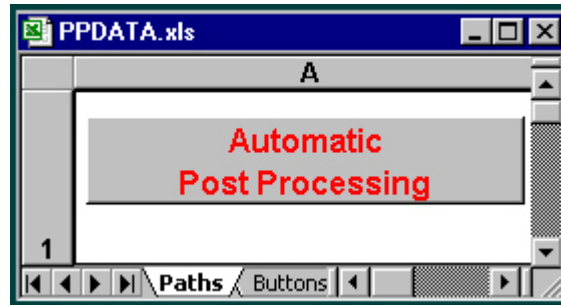 PPDATA.xls
A
Automatic
Post Processing
1
Paths Buttons